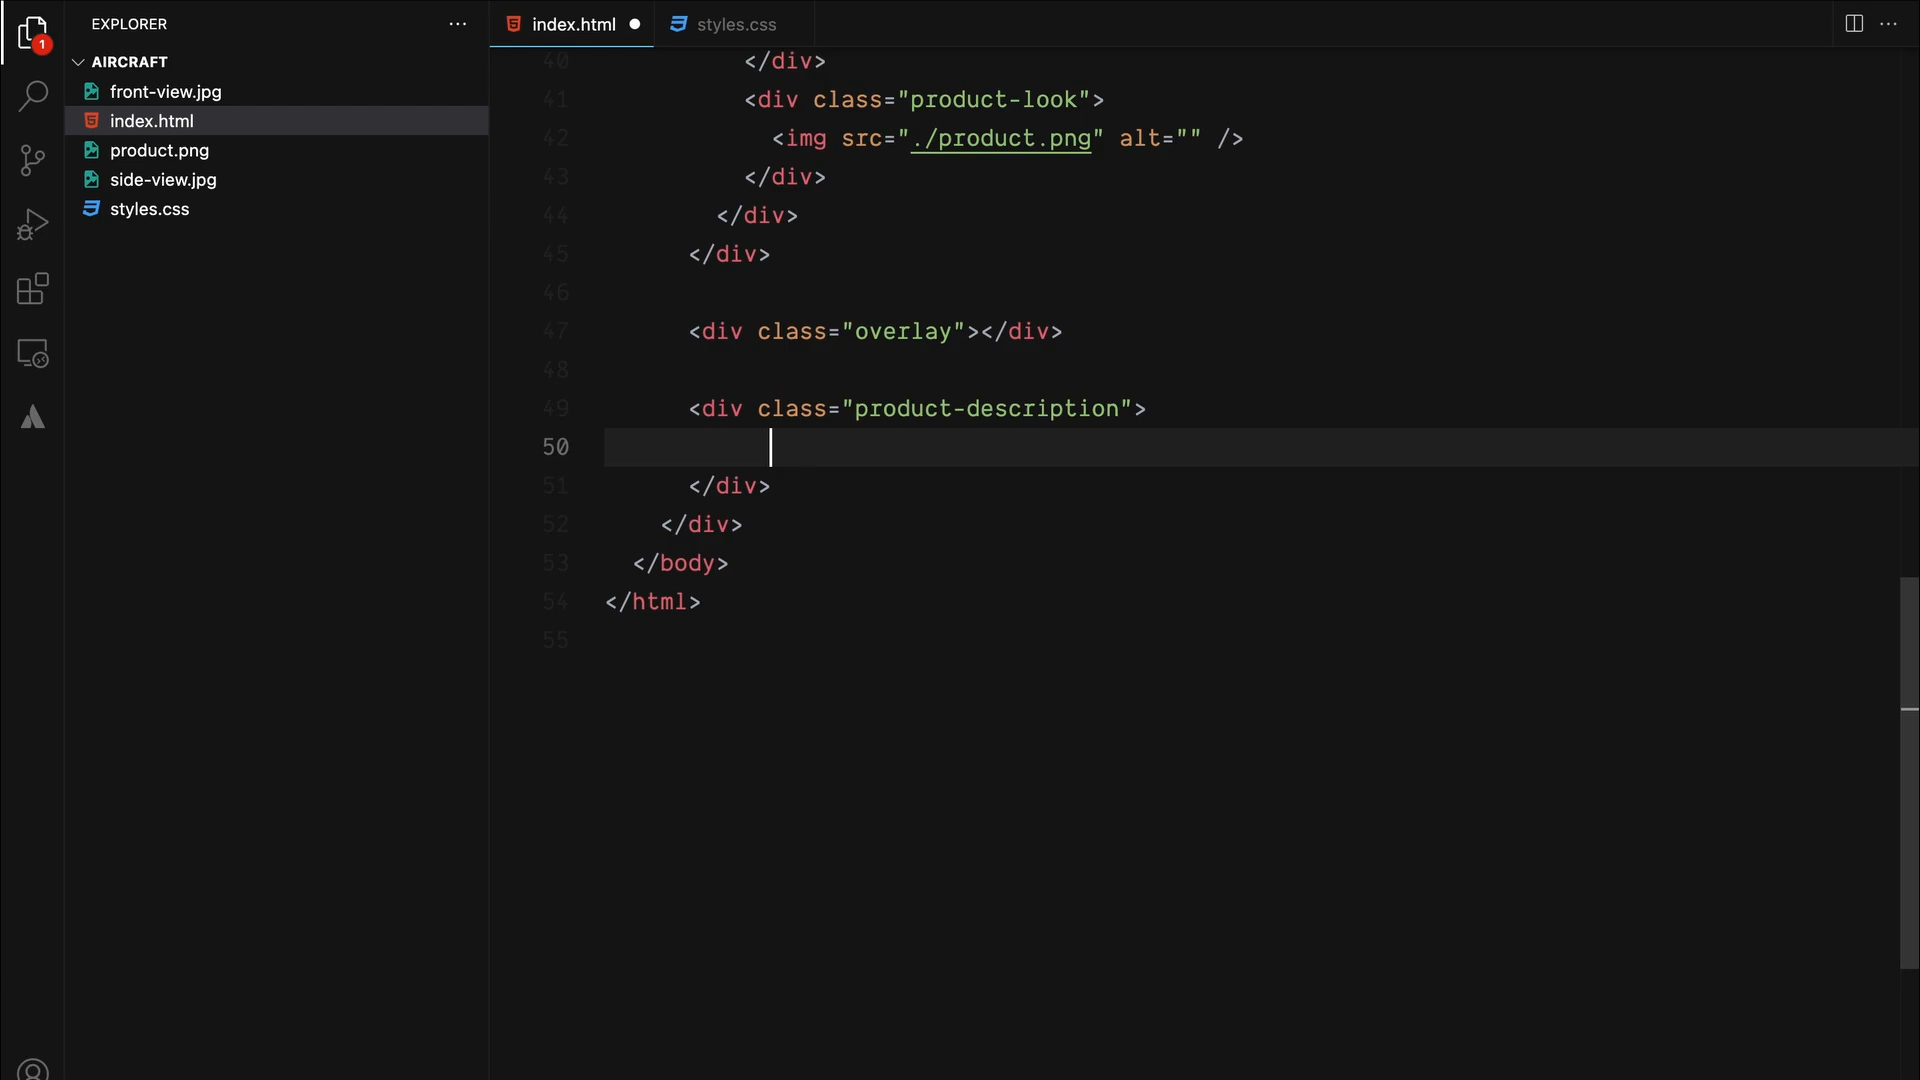 EXPLORER
index.html
styles.css
1
AIRCRAFT
front-view.jpg
index.html
product.png
side-view.jpg
styles.css
40 </div>
41 <div class="product-look">
42 <img src="./product.png" alt="" />
43 </div>
44 </div>
45 </div>
46
47 <div class="overlay"></div>
48
49 <div class="product-description">
50
51 </div>
52 </div>
53 </body>
54 </html>
55